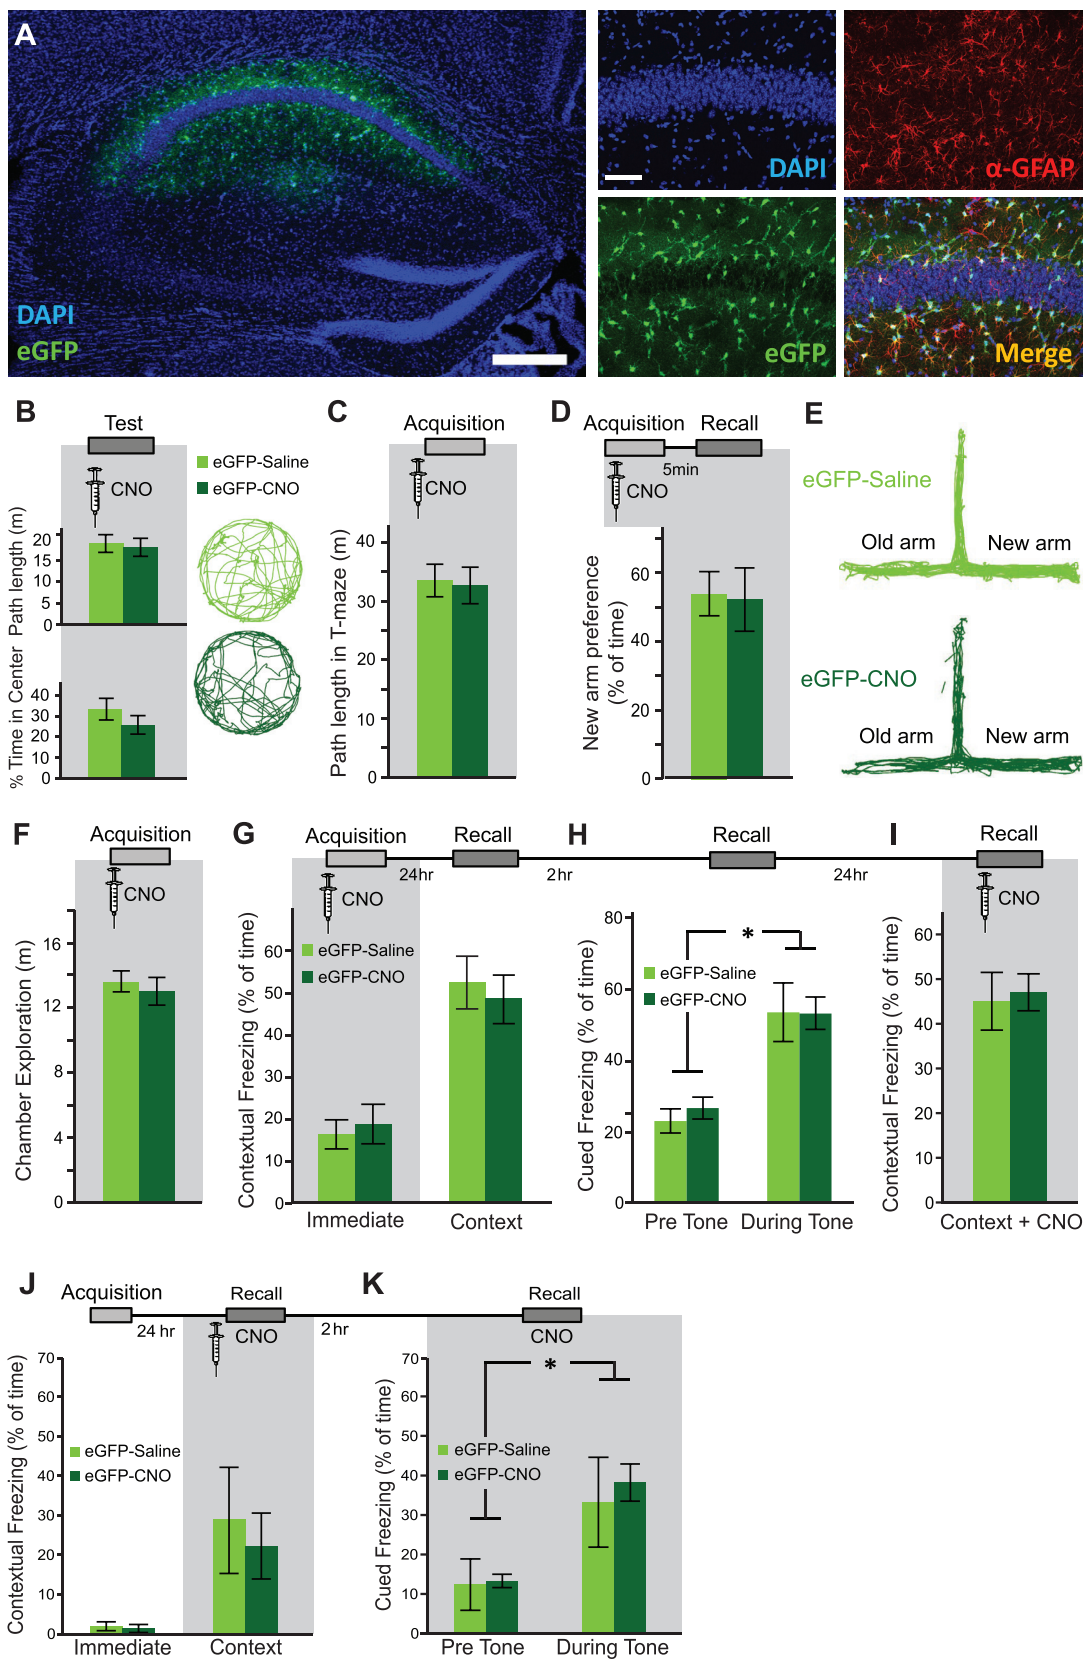 A
DAPI
eGFP
DAPI
α-GFAP
eGFP
Merge
B
Test
CNO
eGFP-Saline
eGFP-CNO
Path length (m)
20
15
10
5
0
% Time in Center
40
30
20
10
0
C
Acquisition
CNO
Path length in T-maze (m)
40
30
20
10
0
D
Acquisition
Recall
5min
CNO
New arm preference
(% of time)
60
40
20
0
E
eGFP-Saline
Old arm
New arm
eGFP-CNO
Old arm
New arm
F
Acquisition
CNO
Chamber Exploration (m)
16
12
8
4
0
G
Acquisition
Recall
24hr
2hr
CNO
Contextual Freezing (% of time)
60
50
40
30
20
10
0
eGFP-Saline
eGFP-CNO
Immediate
Context
H
Recall
24hr
Cued Freezing (% of time)
80
60
40
20
0
*
eGFP-Saline
eGFP-CNO
Pre Tone
During Tone
I
Recall
CNO
Contextual Freezing (% of time)
60
50
40
30
20
10
0
Context + CNO
J
Acquisition
Recall
24hr
CNO
2hr
Contextual Freezing (% of time)
70
60
50
40
30
20
10
0
eGFP-Saline
eGFP-CNO
Immediate
Context
K
Recall
CNO
Cued Freezing (% of time)
70
60
50
40
30
20
10
0
*
eGFP-Saline
eGFP-CNO
Pre Tone
During Tone